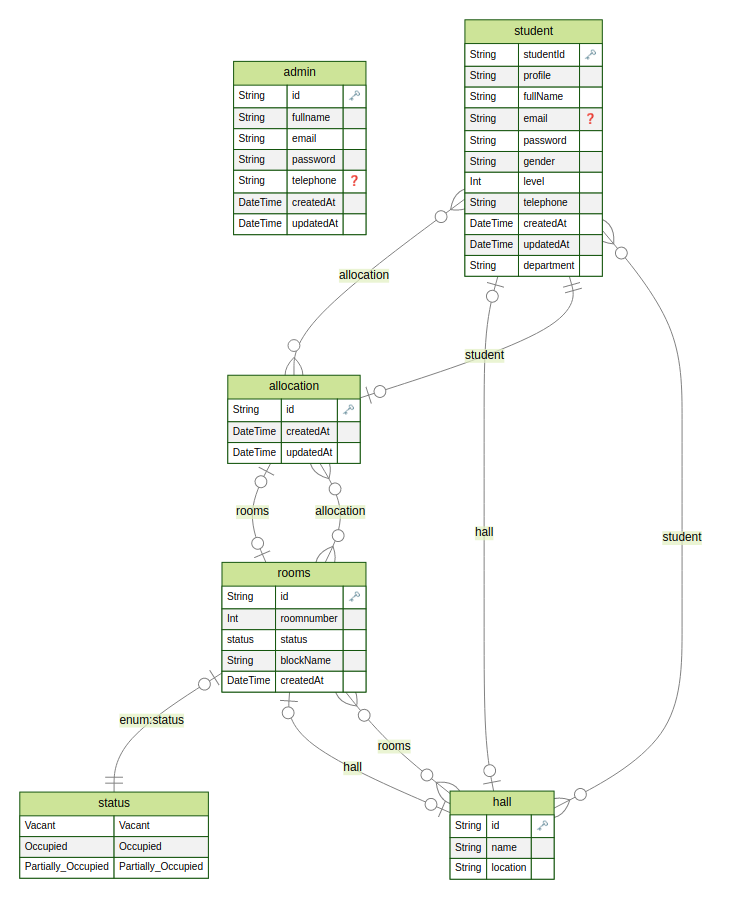 student
String studentId
String profile
String fullName
String email ❓
String password
String gender
Int level
String telephone
DateTime createdAt
DateTime updatedAt
String department
admin
String id
String fullname
String email
String password
String telephone ❓
DateTime createdAt
DateTime updatedAt
allocation
student
allocation
String id
DateTime createdAt
DateTime updatedAt
rooms
allocation
hall
student
rooms
String id
Int roomnumber
status status
String blockName
DateTime createdAt
enum:status
rooms
hall
status
Vacant Vacant
Occupied Occupied
Partially_Occupied Partially_Occupied
hall
String id
String name
String location